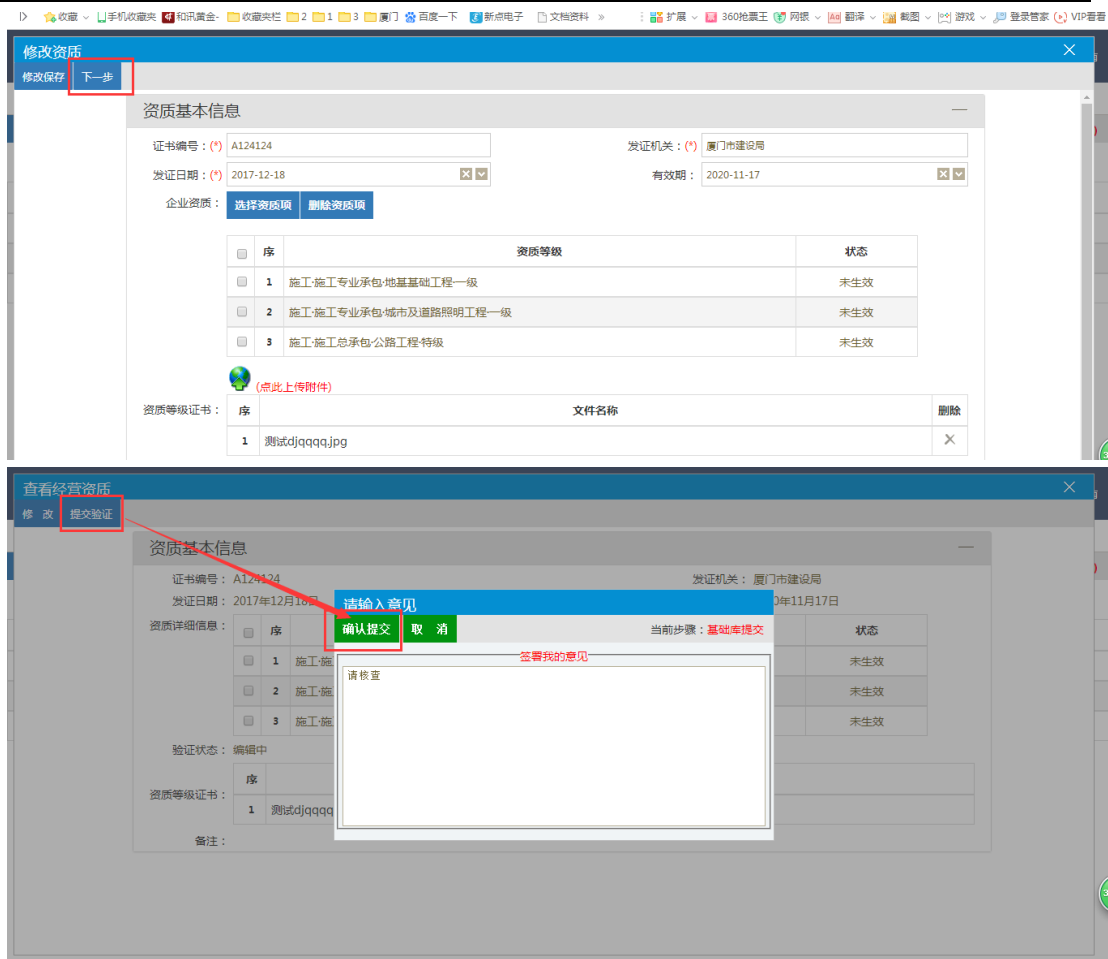 收藏 手机收藏夹 和讯黄金- 收藏夹栏 2 1 3 厦门 百度一下 新点电子 文档资料 » 扩展 360抢票王 网银 翻译 截图 游戏 登录管家 VIP看看
修改资质
修改保存 下一步
资质基本信息
证书编号：(*) A124124 发证机关：(*) 厦门市建设局
发证日期：(*) 2017-12-18 有效期： 2020-11-17
企业资质： 选择资质项 删除资质项
序 资质等级 状态
1 施工·施工专业承包·地基基础工程·一级 未生效
2 施工·施工专业承包·城市及道路照明工程·一级 未生效
3 施工·施工总承包·公路工程·特级 未生效
(点此上传附件)
资质等级证书： 序 文件名称 删除
1 测试djqqqq.jpg
查看经营资质
修 改 提交验证
资质基本信息
证书编号： A124124 发证机关： 厦门市建设局
发证日期： 2017年12月18日 0年11月17日
资质详细信息： 序 状态
1 施工·施 未生效
2 施工·施 未生效
3 施工·施 未生效
验证状态： 编辑中
序
资质等级证书：
1 测试djqqqq
备注：
请输入意见
确认提交 取 消 当前步骤：基础库提交
签署我的意见
请核查